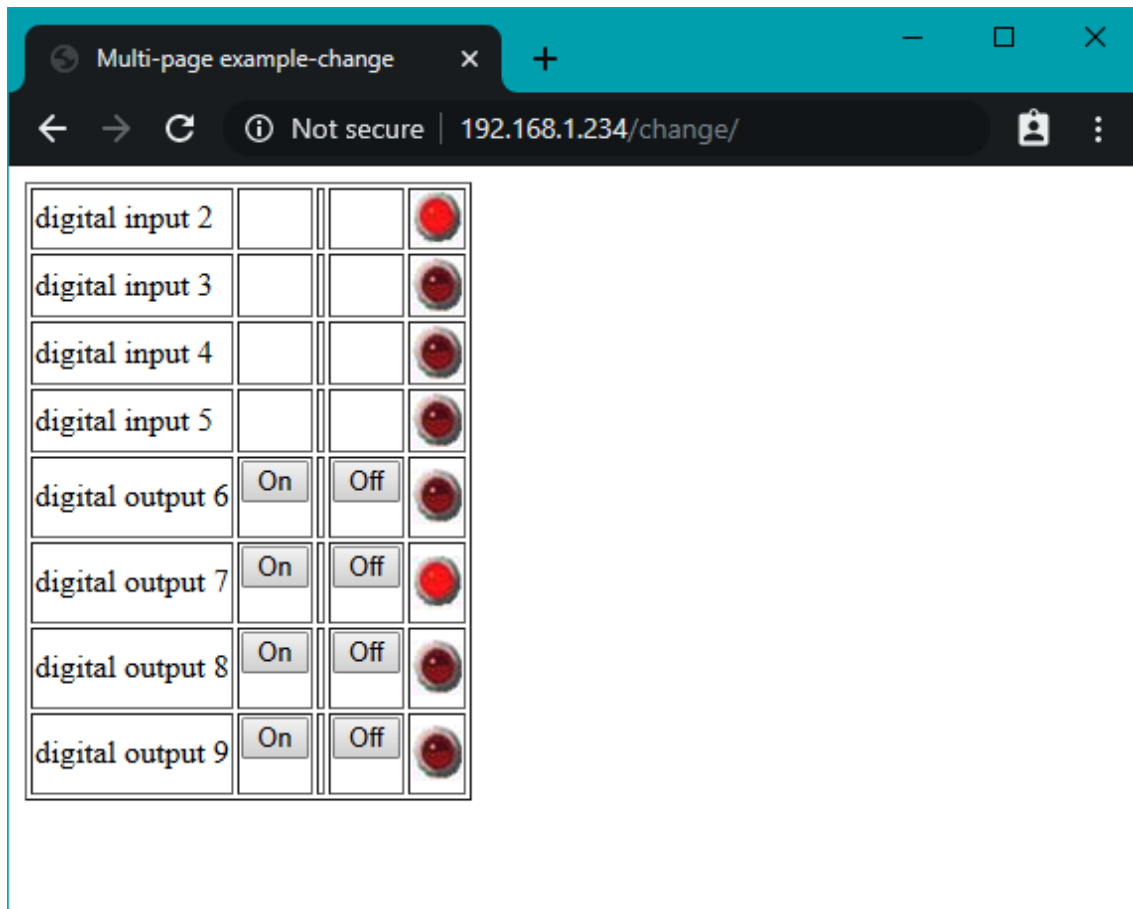 Multi-page example-change
Not secure 192.168.1.234/change/
digital input 2
digital input 3
digital input 4
digital input 5
digital output 6 On Off
digital output 7 On Off
digital output 8 On Off
digital output 9 On Off